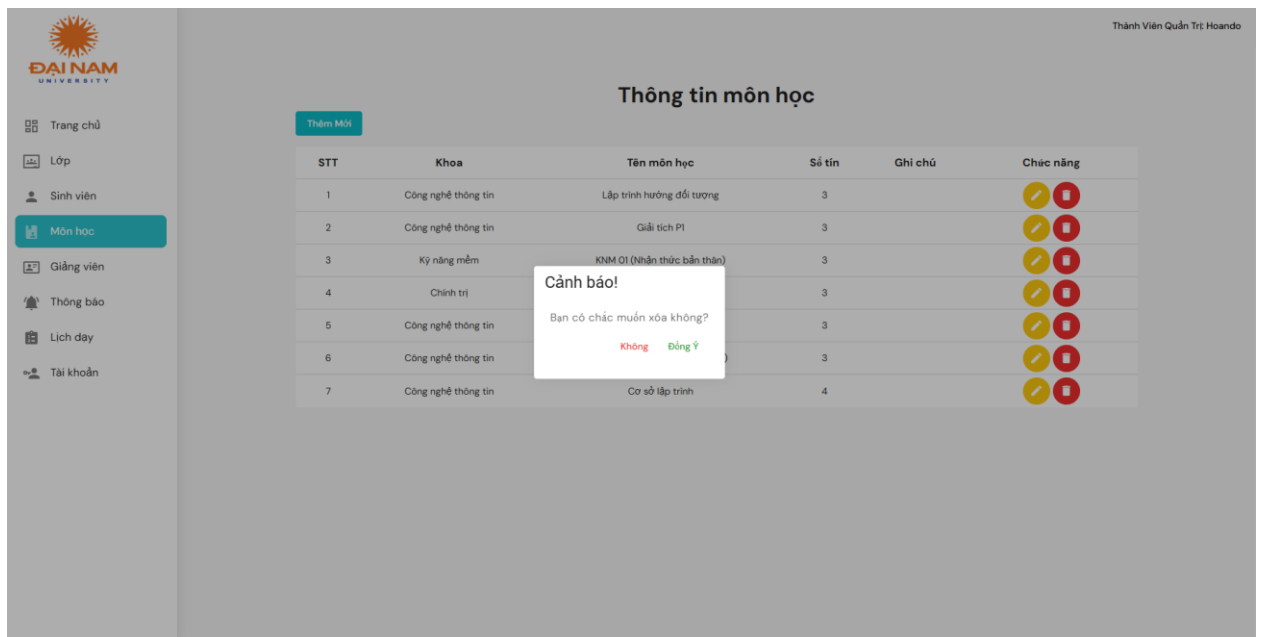 Thành Viên Quản Trị: Hoando
ĐẠI NAM
UNIVERSITY
Trang chủ
Lớp
Sinh viên
Môn học
Giảng viên
Thông báo
Lịch dạy
Tài khoản
Thông tin môn học
Thêm Mới
STT Khoa Tên môn học Số tín Ghi chú Chức năng
1 Công nghệ thông tin Lập trình hướng đối tượng 3
2 Công nghệ thông tin Giải tích P1 3
3 Kỹ năng mềm KNM 01 (Nhận thức bản thân) 3
4 Chính trị 3
5 Công nghệ thông tin 3
6 Công nghệ thông tin ) 3
7 Công nghệ thông tin Cơ sở lập trình 4
Cảnh báo!
Bạn có chắc muốn xóa không?
Không Đồng Ý